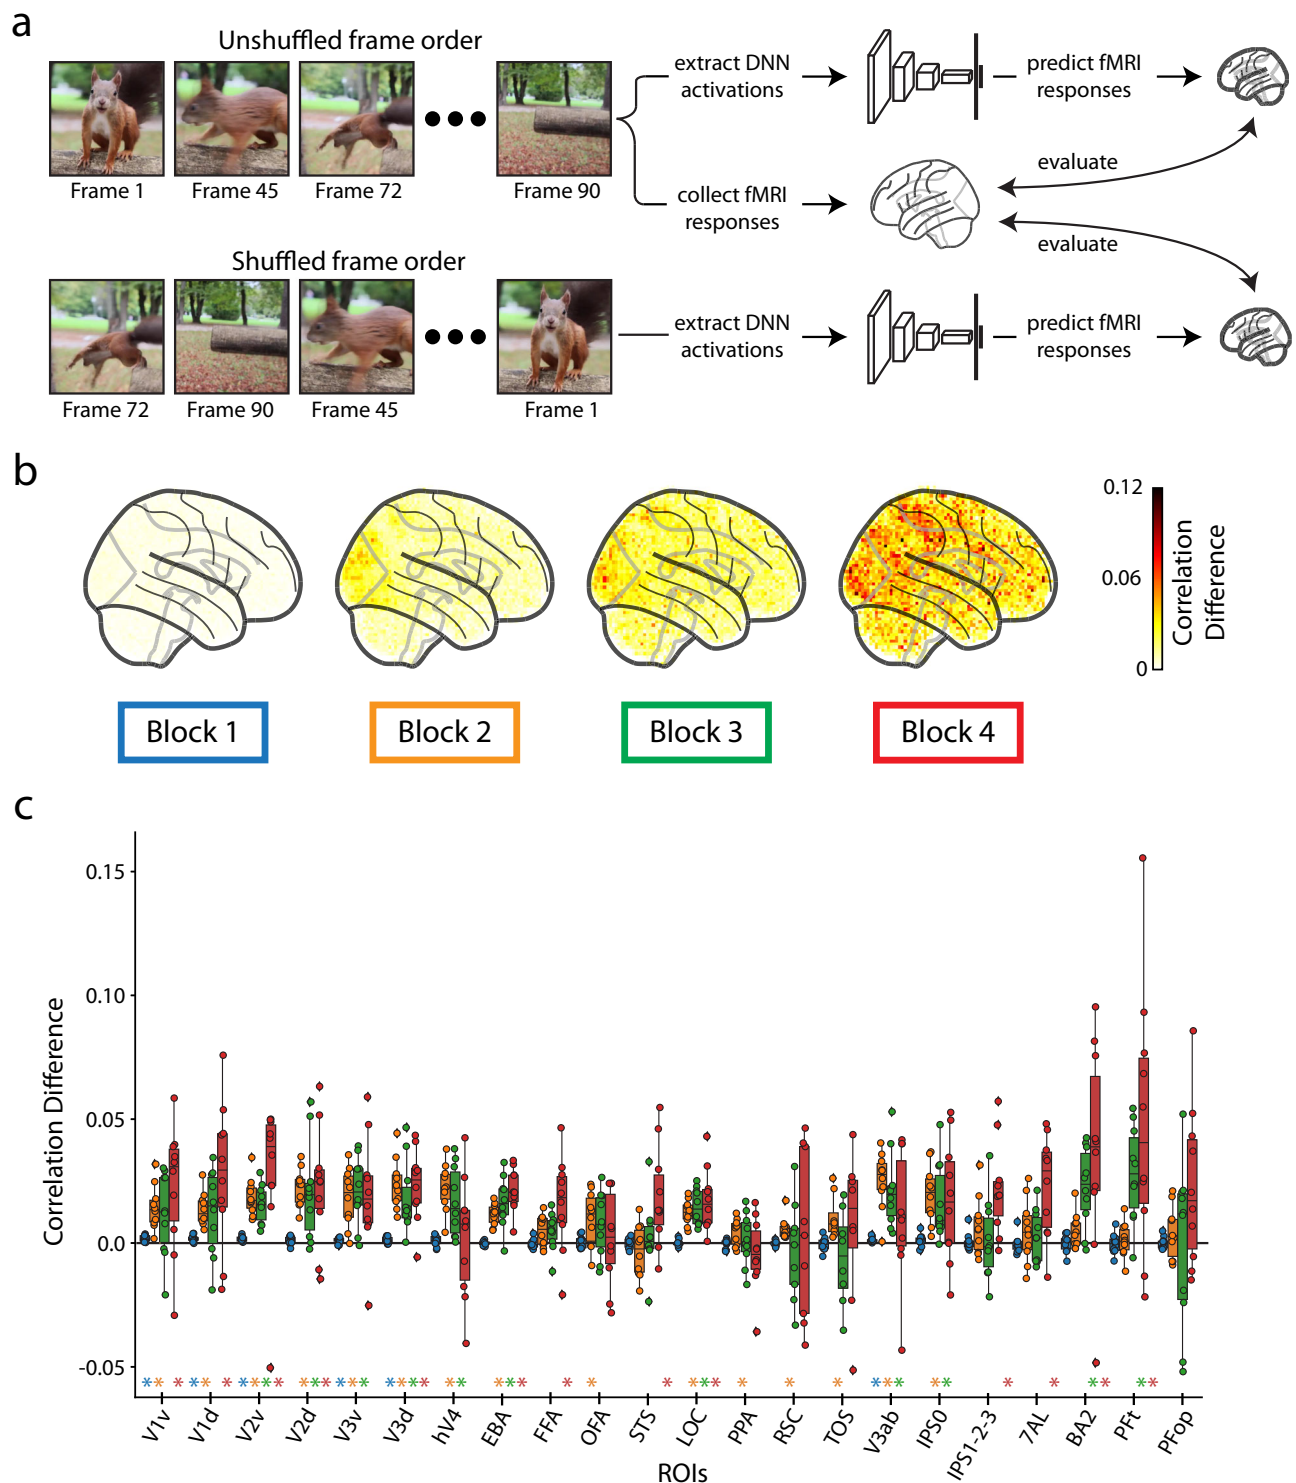 a
Unshuffled frame order
Frame 1
Frame 45
Frame 72
Frame 90
extract DNN
activations
predict fMRI
responses
collect fMRI
responses
evaluate
evaluate
Shuffled frame order
Frame 72
Frame 90
Frame 45
Frame 1
extract DNN
activations
predict fMRI
responses
b
0.12
0.06
0
Correlation
Difference
Block 1
Block 2
Block 3
Block 4
c
Correlation Difference
0.15
0.10
0.05
0.0
-0.05
* * * * * * * * * * * * * * * * * * * * * * * * * * * * * * * * * * * * * * * * * * * * *
V1v
V1d
V2v
V2d
V3v
V3d
hV4
EBA
FFA
OFA
STS
LOC
PPA
RSC
TOS
V3ab
IPS0
IPS1-2-3
7AL
BA2
PFt
PFop
ROIs